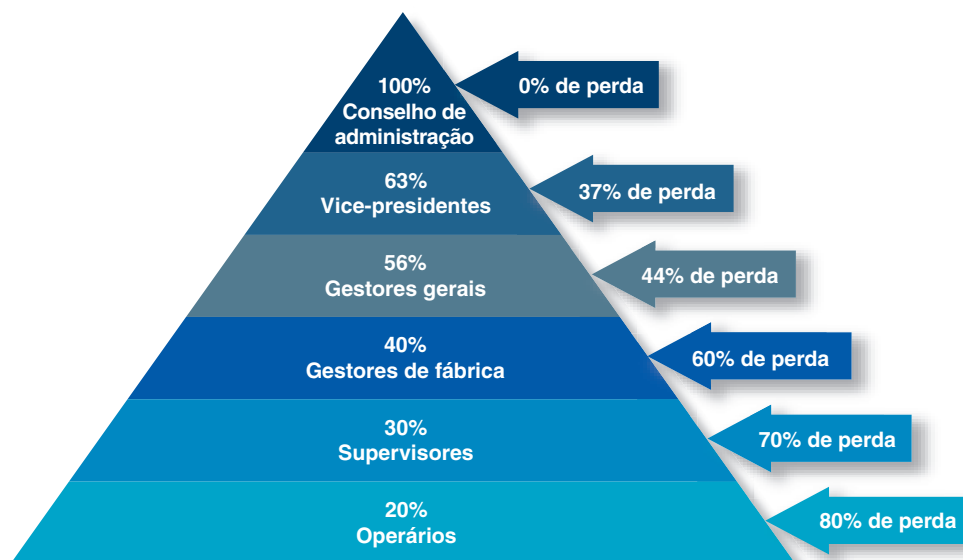 100%
Conselho de
administração
0% de perda
63%
Vice-presidentes
37% de perda
56%
Gestores gerais
44% de perda
40%
Gestores de fábrica
60% de perda
30%
Supervisores
70% de perda
20%
Operários
80% de perda